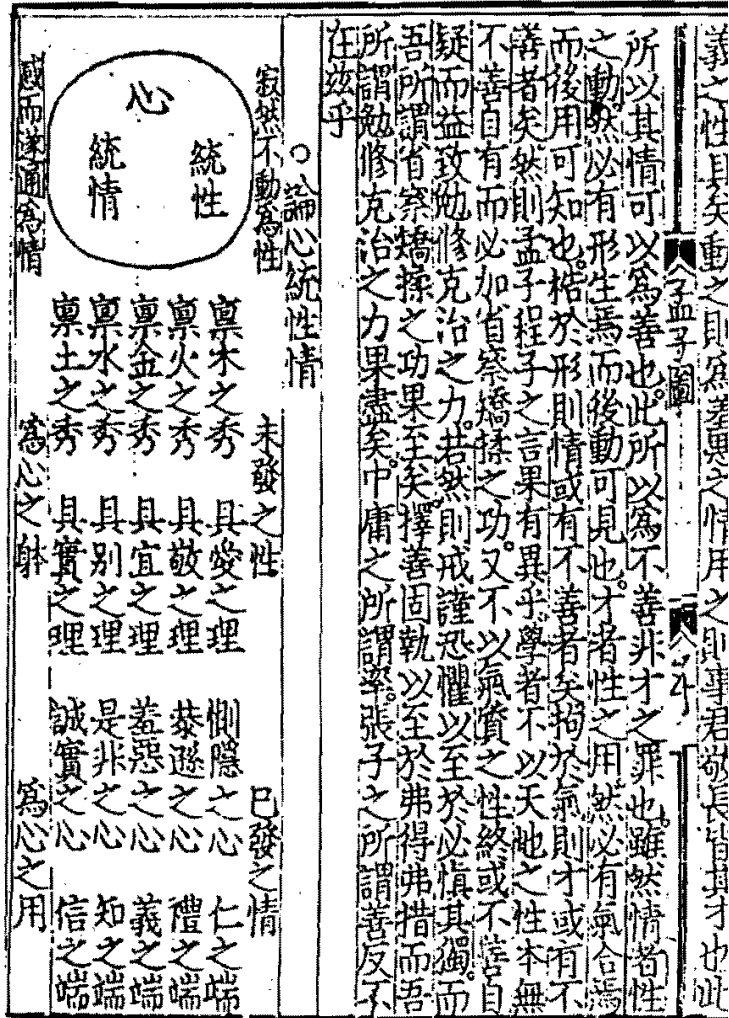 義之性具矣動之則爲羞惡之情用之則事君敬長皆其才也此
孟子圖
所以其情可以爲善也此所以爲不善非才之罪也雖然情者性
之動然必有形生焉而後動可見也才者性之用然必有氣合焉
而後用可知也梏於形則情或有不善者矣拘於氣則才或有不
善者矣然則孟子程子之言果有異乎學者不以天地之性本無
不善自有而必加省察矯揉之功又不以氣質之性終或不善自
疑而益致勉修克治之力若然則戒謹恐懼以至於必愼其獨而
吾所謂省察矯揉之功果至矣擇善固執以至於弗得弗措而吾
所謂勉修克治之力果盡矣中庸之所謂率張子之所謂善反不
在玆乎
○論心統性情
寂然不動爲性
未發之性
已發之情
心
統性
統情
稟木之秀 具愛之理 惻隱之心 仁之端
稟火之秀 具敬之理 恭遜之心 禮之端
稟金之秀 具宜之理 羞惡之心 義之端
稟水之秀 具别之理 是非之心 知之端
稟土之秀 具實之理 誠實之心 信之端
感而遂通爲情
爲心之躰
爲心之用